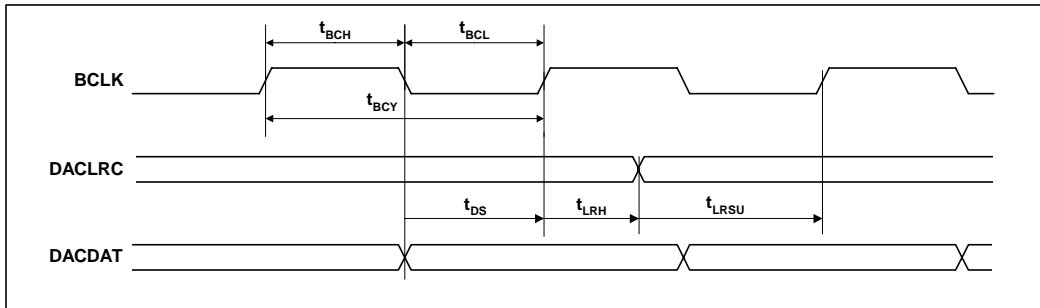 tBCH
tBCL
BCLK
tBCY
DACLRC
tDS
tLRH
tLRSU
DACDAT